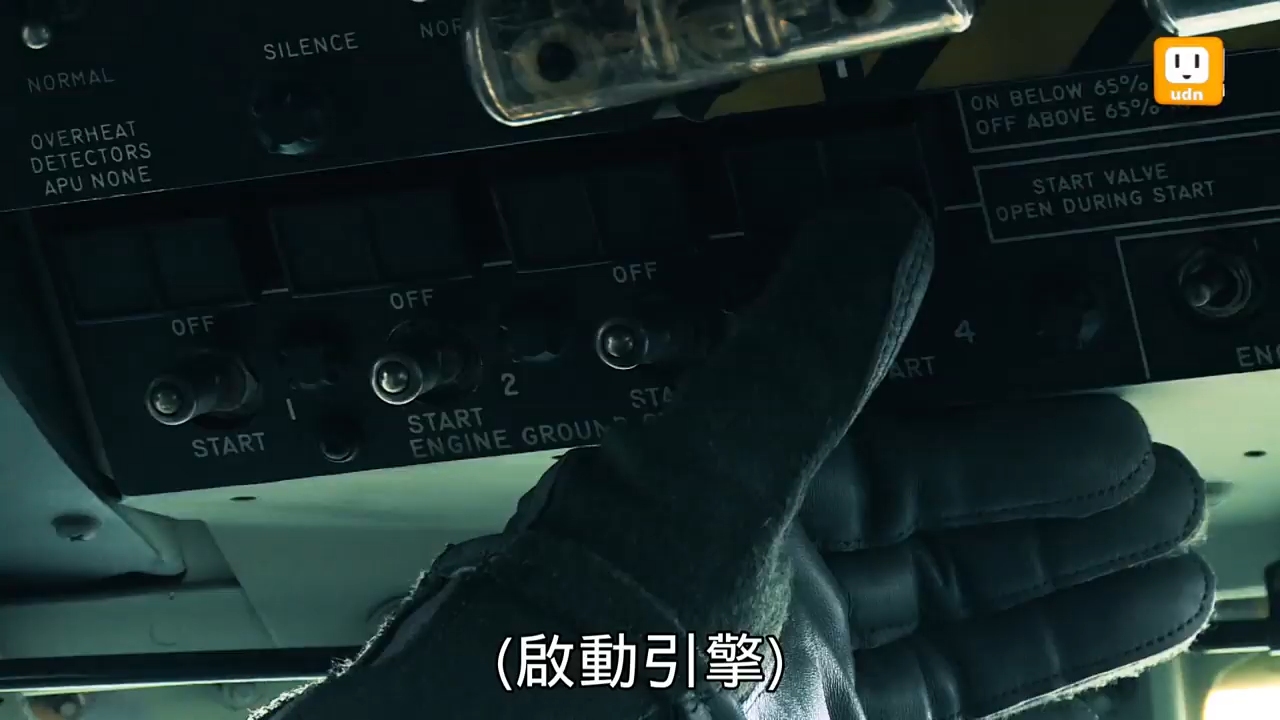 NORMAL
SILENCE
NOR
OVERHEAT
DETECTORS
APU NONE
udn
ON BELOW 65%
OFF ABOVE 65%
START VALVE
OPEN DURING START
OFF
OFF
OFF
START
1
START
2
STA
ART
4
ENGINE GROUN
EN
(啟動引擎)